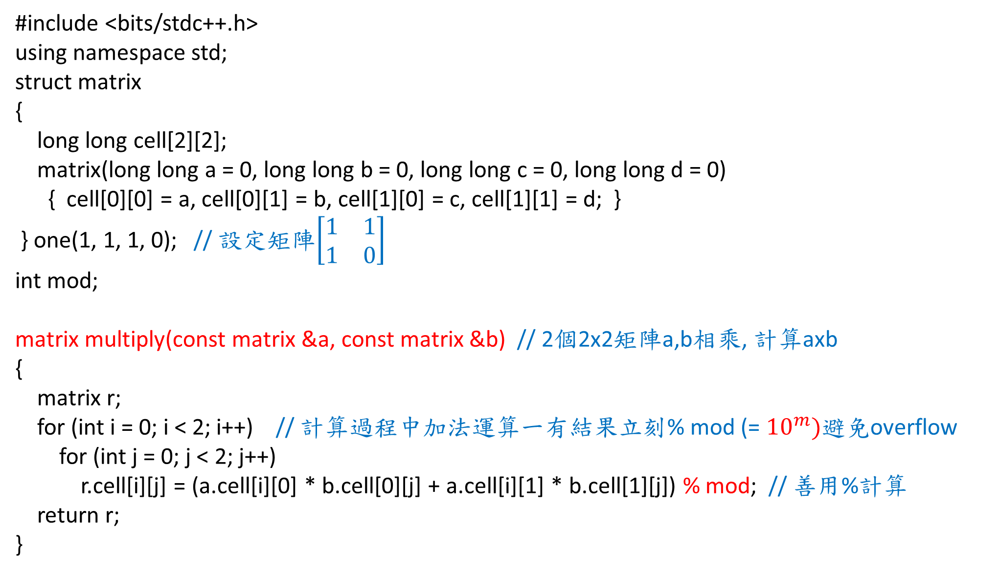 #include <bits/stdc++.h>
using namespace std;
struct matrix
{
    long long cell[2][2];
    matrix(long long a = 0, long long b = 0, long long c = 0, long long d = 0)
      {  cell[0][0] = a, cell[0][1] = b, cell[1][0] = c, cell[1][1] = d;  }
 } one(1, 1, 1, 0);   // 設定矩陣[1 1
1 0]
int mod;
matrix multiply(const matrix &a, const matrix &b)  // 2個2x2矩陣a,b相乘, 計算axb
{
    matrix r;
    for (int i = 0; i < 2; i++)    // 計算過程中加法運算一有結果立刻% mod (= 10^m)避免overflow
        for (int j = 0; j < 2; j++)
            r.cell[i][j] = (a.cell[i][0] * b.cell[0][j] + a.cell[i][1] * b.cell[1][j]) % mod;  // 善用%計算
    return r;
}